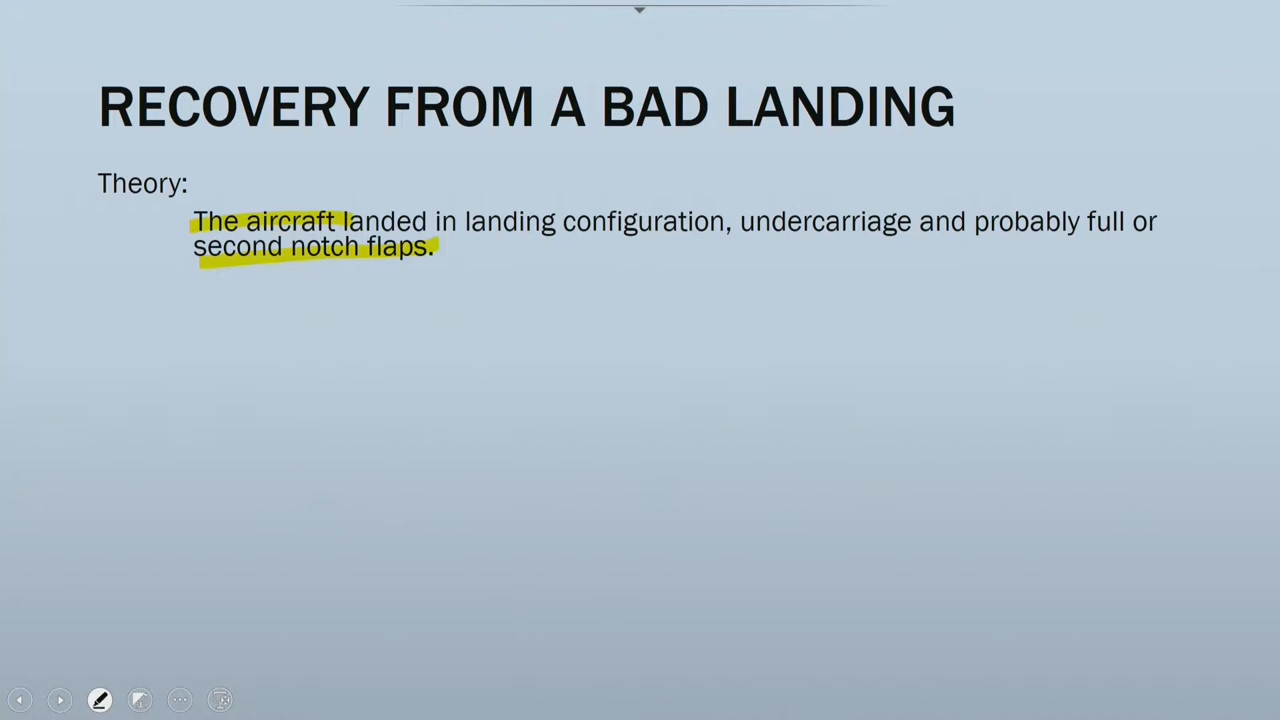 RECOVERY FROM A BAD LANDING
Theory:
The aircraft landed in landing configuration, undercarriage and probably full or
second notch flaps.